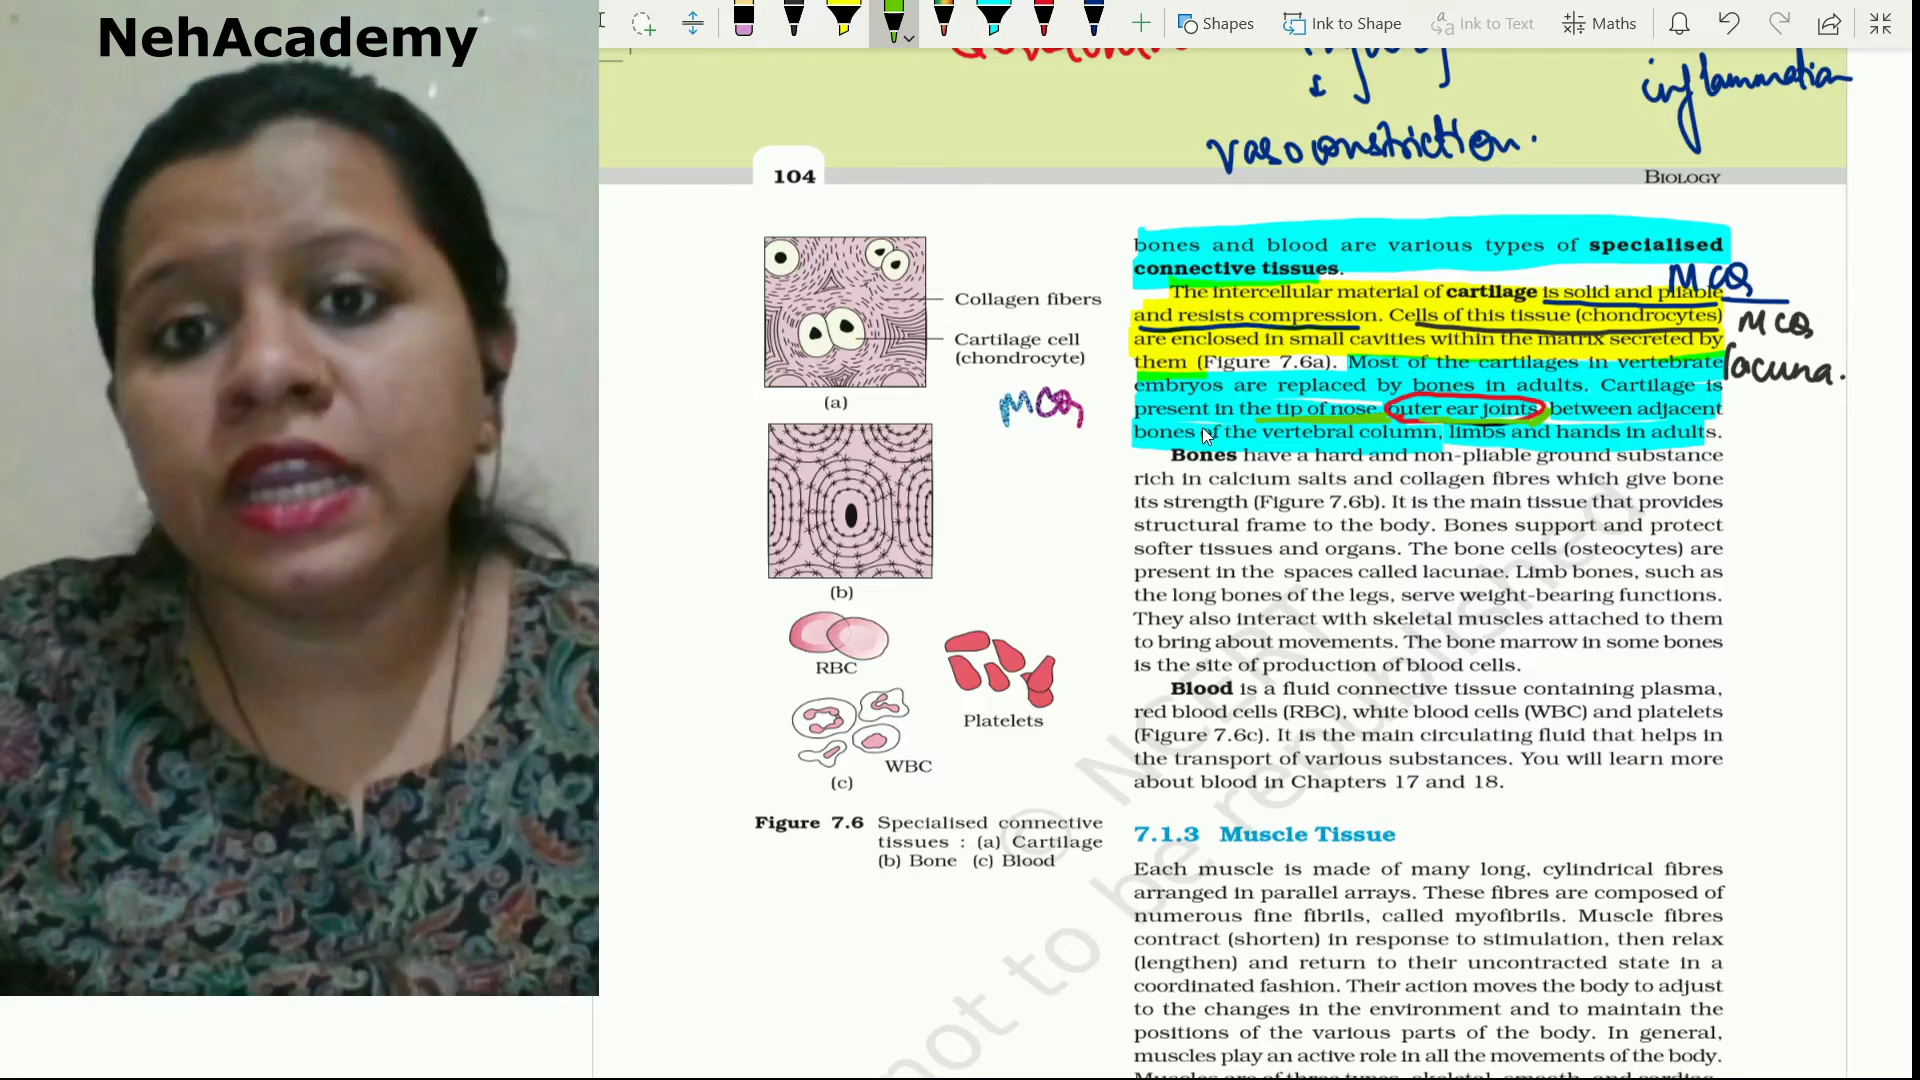 NehAcademy
Shapes
Ink to Shape
Ink to Text
Maths
inflammation
vasoconstriction.
104
BIOLOGY
Collagen fibers
Cartilage cell
(chondrocyte)
(a)
MCQ
(b)
RBC
Platelets
WBC
(c)
Figure 7.6 Specialised connective
tissues : (a) Cartilage
(b) Bone (c) Blood
bones and blood are various types of specialised
connective tissues.
MCQ
The intercellular material of cartilage is solid and pliable
and resists compression. Cells of this tissue (chondrocytes)
MCQ
are enclosed in small cavities within the matrix secreted by
them (Figure 7.6a). Most of the cartilages in vertebrate
lacuna.
embryos are replaced by bones in adults. Cartilage is
present in the tip of nose, outer ear joints, between adjacent
bones of the vertebral column, limbs and hands in adults.
Bones have a hard and non-pliable ground substance
rich in calcium salts and collagen fibres which give bone
its strength (Figure 7.6b). It is the main tissue that provides
structural frame to the body. Bones support and protect
softer tissues and organs. The bone cells (osteocytes) are
present in the spaces called lacunae. Limb bones, such as
the long bones of the legs, serve weight-bearing functions.
They also interact with skeletal muscles attached to them
to bring about movements. The bone marrow in some bones
is the site of production of blood cells.
Blood is a fluid connective tissue containing plasma,
red blood cells (RBC), white blood cells (WBC) and platelets
(Figure 7.6c). It is the main circulating fluid that helps in
the transport of various substances. You will learn more
about blood in Chapters 17 and 18.
7.1.3 Muscle Tissue
Each muscle is made of many long, cylindrical fibres
arranged in parallel arrays. These fibres are composed of
numerous fine fibrils, called myofibrils. Muscle fibres
contract (shorten) in response to stimulation, then relax
(lengthen) and return to their uncontracted state in a
coordinated fashion. Their action moves the body to adjust
to the changes in the environment and to maintain the
positions of the various parts of the body. In general,
muscles play an active role in all the movements of the body.
Muscles are of three types, skeletal, smooth, and cardiac.
© NCERT
not to be republished